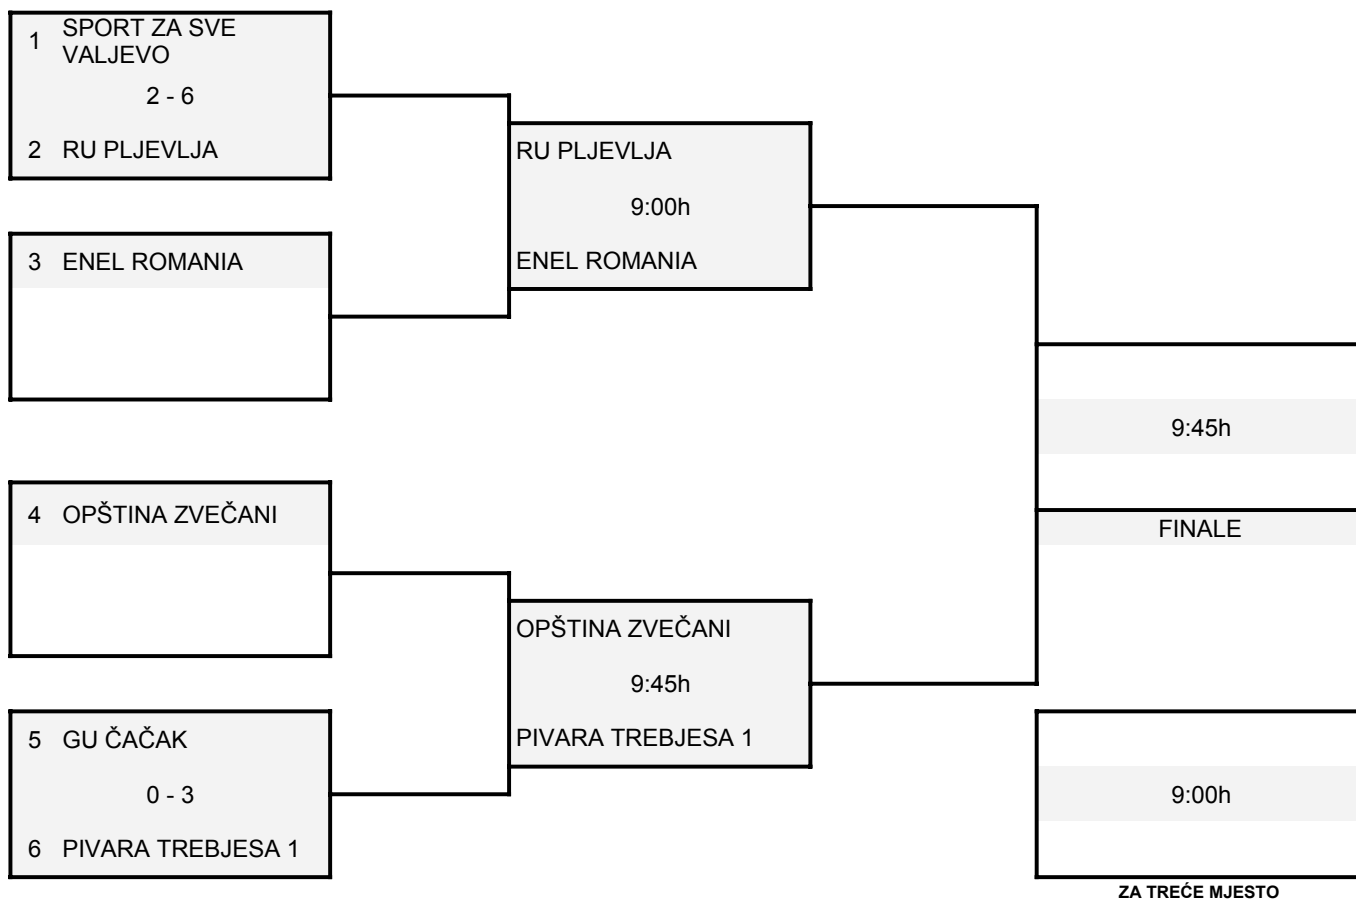 1 SPORT ZA SVE
VALJEVO
2 - 6
2 RU PLJEVLJA
3 ENEL ROMANIA
4 OPŠTINA ZVEČANI
5 GU ČAČAK
0 - 3
6 PIVARA TREBJESA 1
RU PLJEVLJA
9:00h
ENEL ROMANIA
OPŠTINA ZVEČANI
9:45h
PIVARA TREBJESA 1
9:45h
FINALE
9:00h
ZA TREĆE MJESTO